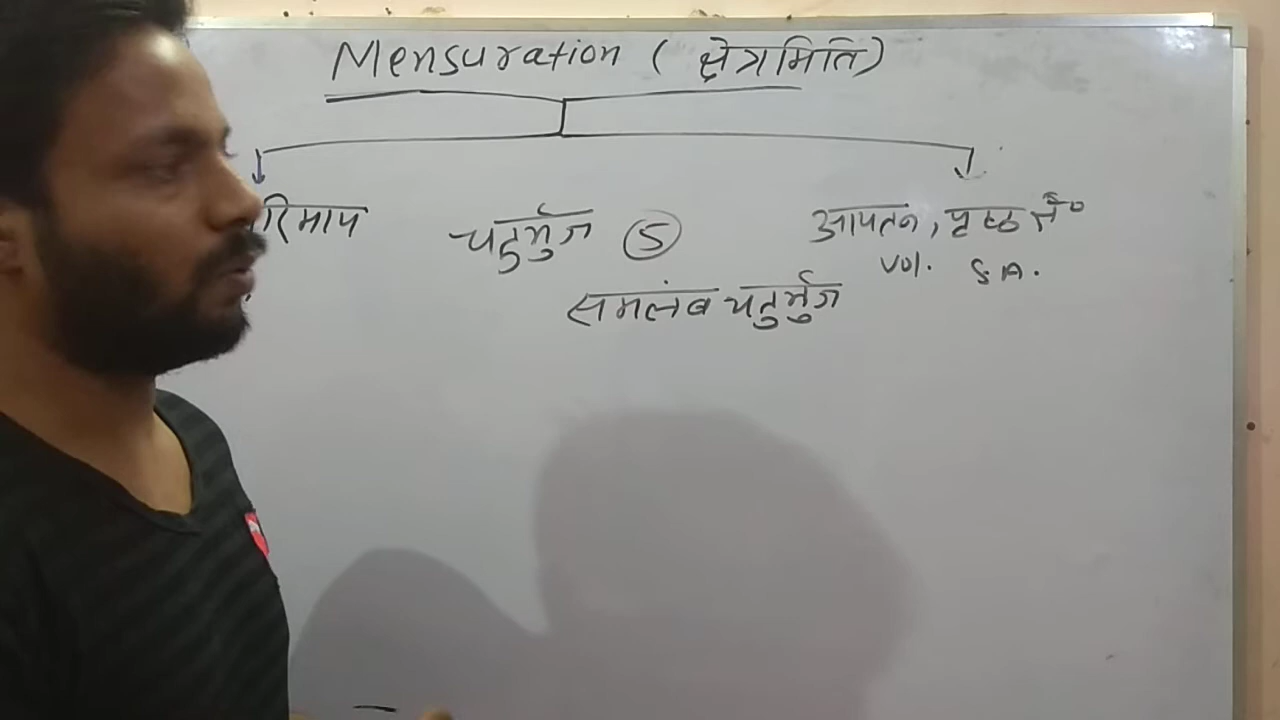 Mensuration (क्षेत्रमिति)
रिमाप चतुर्भुज 5 आयतन, पृष्ठ क्षे०
Vol. S.A.
समलंब चतुर्भुज